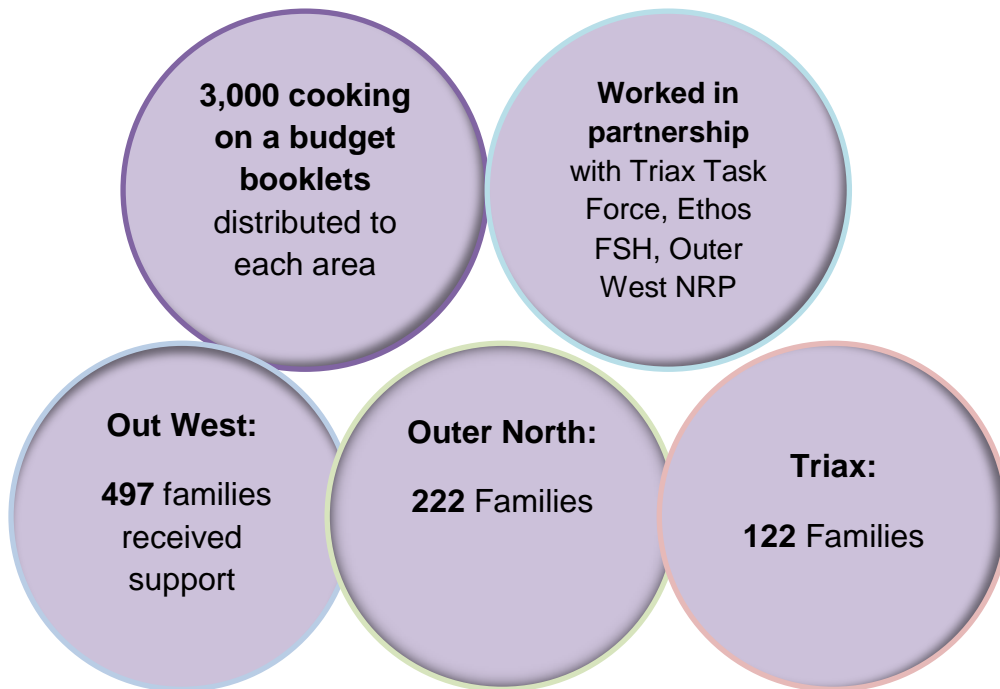 3,000 cooking
on a budget
booklets
distributed to
each area
Worked in
partnership
with Triax Task
Force, Ethos
FSH, Outer
West NRP
Out West:
497 families
received
support
Outer North:
222 Families
Triax:
122 Families